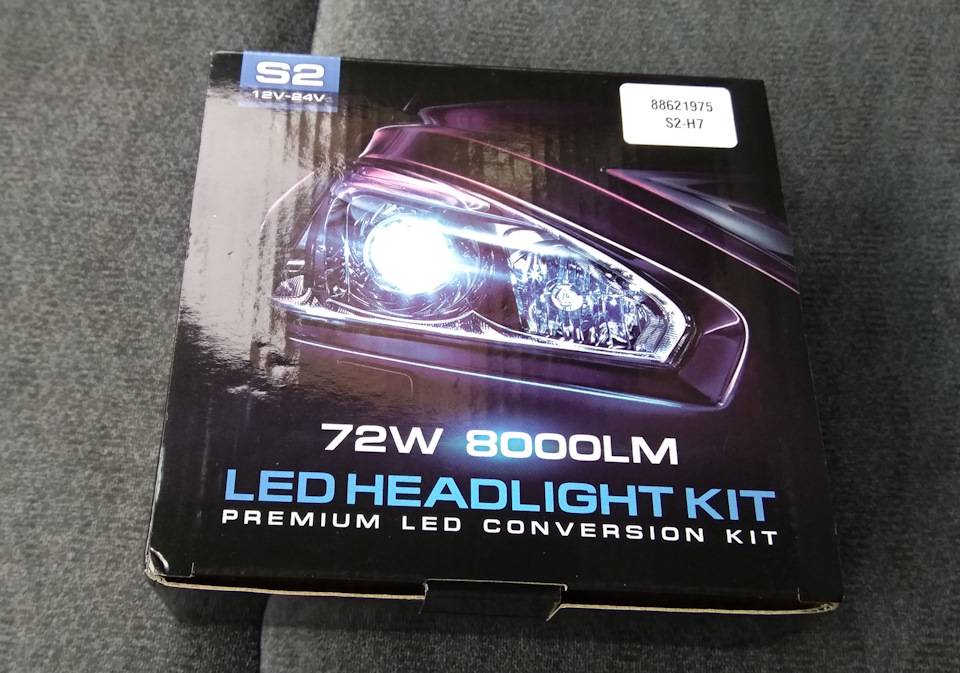 S2
12V-24V
88621975
S2-H7
72W 8000LM
LED HEADLIGHT KIT
PREMIUM LED CONVERSION KIT